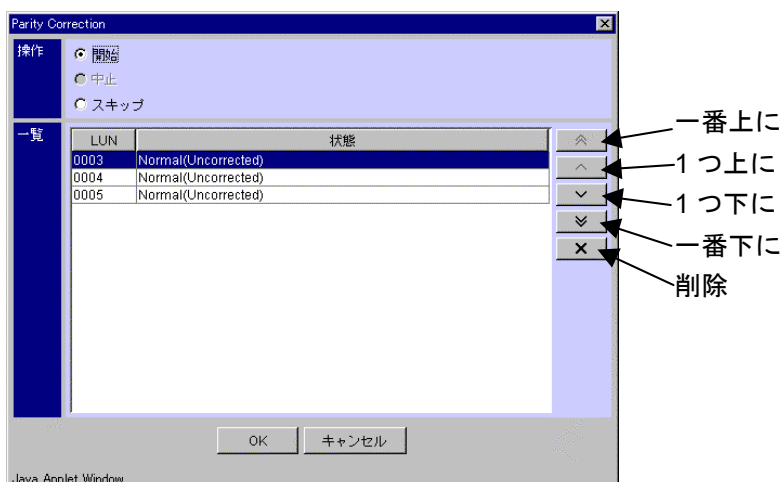 Parity Correction
操作
開始
中止
スキップ
一覧
LUN 状態
0003 Normal(Uncorrected)
0004 Normal(Uncorrected)
0005 Normal(Uncorrected)
一番上に
1 つ上に
1 つ下に
一番下に
削除
OK キャンセル
Java Applet Window